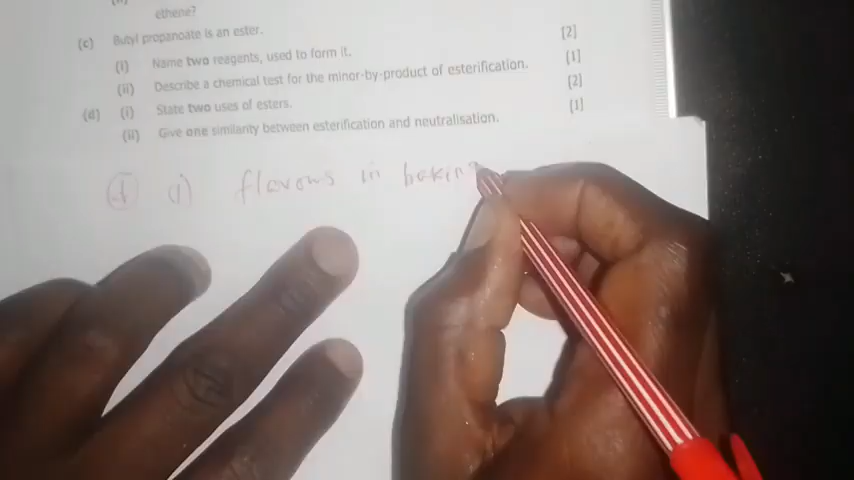 ethene?
(c) Butyl propanoate is an ester.
(i) Name two reagents, used to form it. [2]
(ii) Describe a chemical test for the minor-by-product of esterification. [1]
(d) (i) State two uses of esters. [2]
(ii) Give one similarity between esterification and neutralisation. [1]
(d) (i) flavours in baking